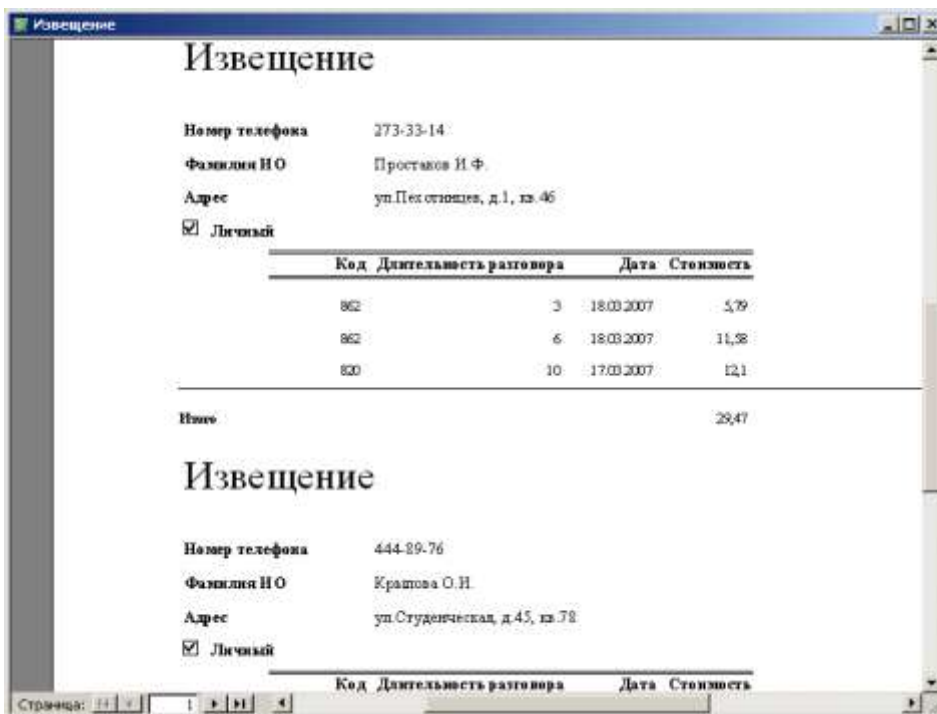 Извещение
Извещение
Номер телефона 273-33-14
Фамилия И О Простаков И.Ф.
Адрес ул.Пехотинцев, д.1, кв.46
Личный
Код Длительность разговора Дата Стоимость
862 3 18.03.2007 5,79
862 6 18.03.2007 11,58
820 10 17.03.2007 12,1
Итого 29,47
Извещение
Номер телефона 444-89-76
Фамилия И О О.И.
Адрес ул.Студенческая, д.45, кв.78
Личный
Код Длительность разговора Дата Стоимость
Страница: 1